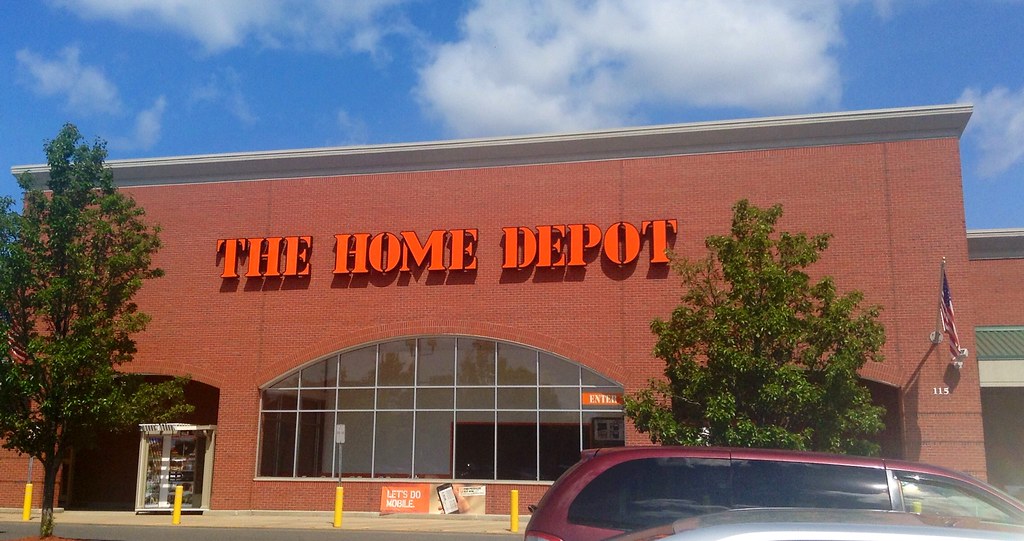 THE HOME DEPOT
ENTER
115
LET'S DO
MOBILE.